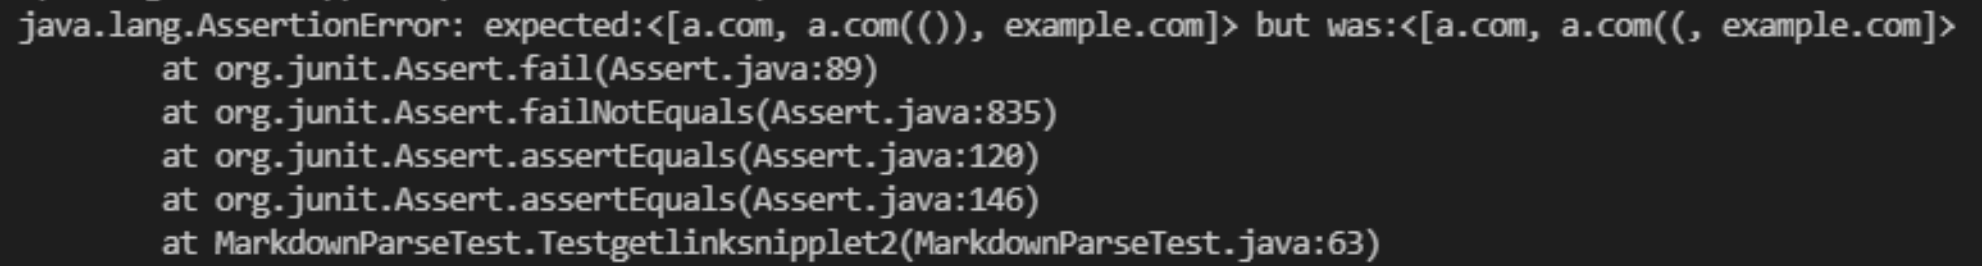 java.lang.AssertionError: expected:<[a.com, a.com(()), example.com]> but was:<[a.com, a.com((, example.com]>
at org.junit.Assert.fail(Assert.java:89)
at org.junit.Assert.failNotEquals(Assert.java:835)
at org.junit.Assert.assertEquals(Assert.java:120)
at org.junit.Assert.assertEquals(Assert.java:146)
at MarkdownParseTest.Testgetlinksnipplet2(MarkdownParseTest.java:63)